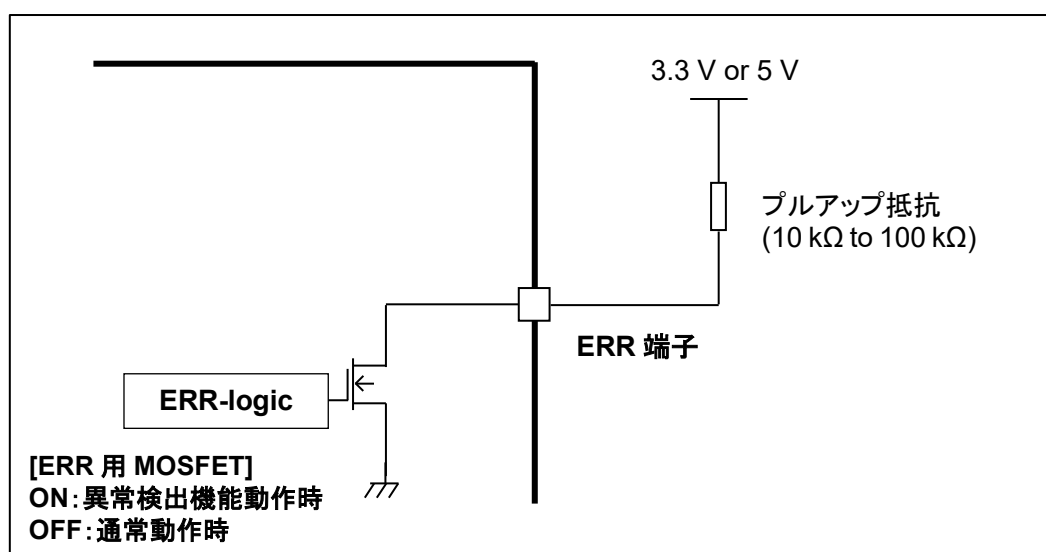 3.3 V or 5 V
プルアップ抵抗
(10 kΩ to 100 kΩ)
ERR 端子
ERR-logic
[ERR 用 MOSFET]
ON:異常検出機能動作時
OFF:通常動作時